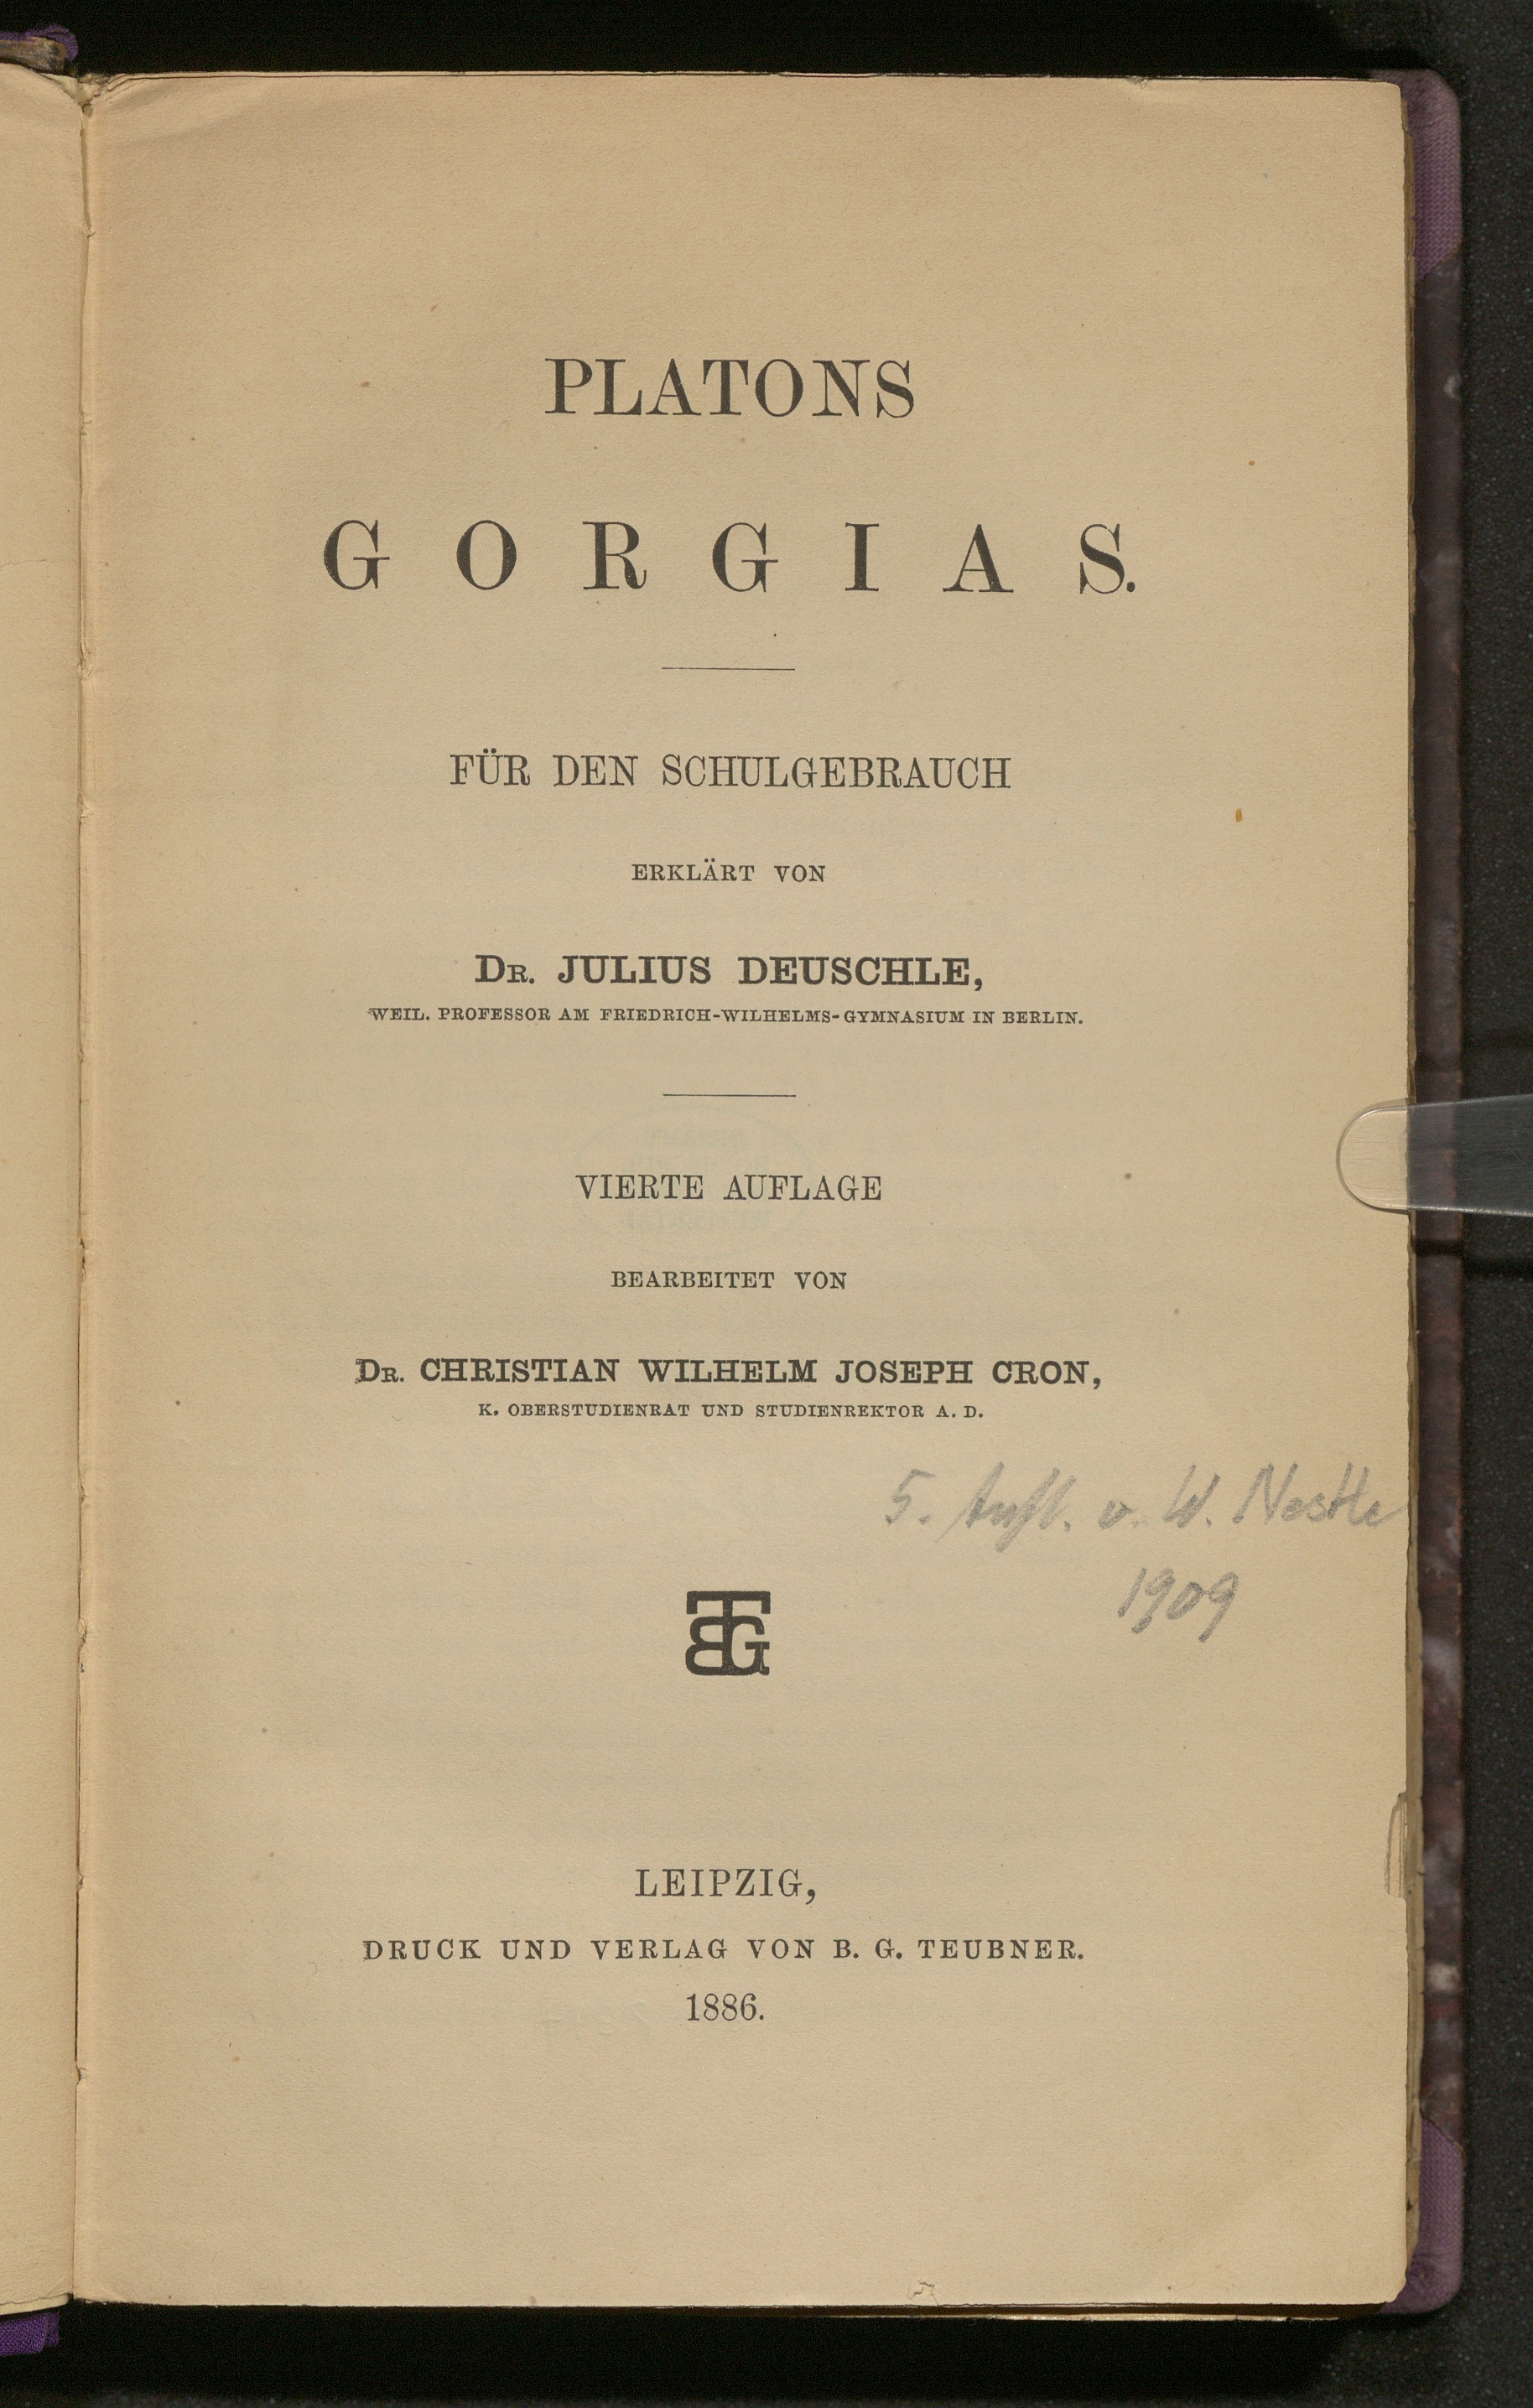 PLATONS
GORGIAS.
FÜR DEN SCHULGEBRAUCH
ERKLÄRT VON
DR. JULIUS DEUSCHLE,
WEIL. PROFESSOR AM FRIEDRICH-WILHELMS-GYMNASIUM IN BERLIN.
VIERTE AUFLAGE
BEARBEITET VON
DR. CHRISTIAN WILHELM JOSEPH CRON,
K. OBERSTUDIENRAT UND STUDIENREKTOR A. D.
5. Aufl. v. W. Nestle
1909
BTG
LEIPZIG,
DRUCK UND VERLAG VON B. G. TEUBNER.
1886.